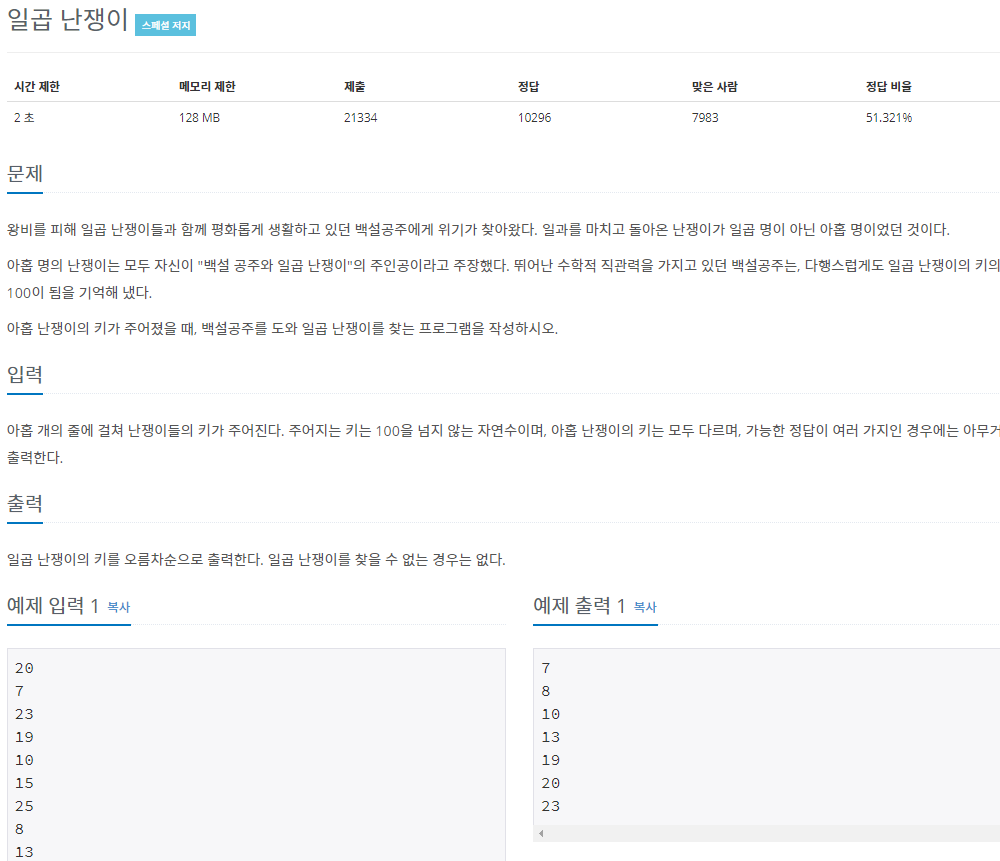 일곱 난쟁이 스페셜 저지
시간 제한 메모리 제한 제출 정답 맞은 사람 정답 비율
2 초 128 MB 21334 10296 7983 51.321%
문제
왕비를 피해 일곱 난쟁이들과 함께 평화롭게 생활하고 있던 백설공주에게 위기가 찾아왔다. 일과를 마치고 돌아온 난쟁이가 일곱 명이 아닌 아홉 명이었던 것이다.
아홉 명의 난쟁이는 모두 자신이 "백설 공주와 일곱 난쟁이"의 주인공이라고 주장했다. 뛰어난 수학적 직관력을 가지고 있던 백설공주는, 다행스럽게도 일곱 난쟁이의 키의
100이 됨을 기억해 냈다.
아홉 난쟁이의 키가 주어졌을 때, 백설공주를 도와 일곱 난쟁이를 찾는 프로그램을 작성하시오.
입력
아홉 개의 줄에 걸쳐 난쟁이들의 키가 주어진다. 주어지는 키는 100을 넘지 않는 자연수이며, 아홉 난쟁이의 키는 모두 다르며, 가능한 정답이 여러 가지인 경우에는 아무거
출력한다.
출력
일곱 난쟁이의 키를 오름차순으로 출력한다. 일곱 난쟁이를 찾을 수 없는 경우는 없다.
예제 입력 1 복사
20
7
23
19
10
15
25
8
13
예제 출력 1 복사
7
8
10
13
19
20
23